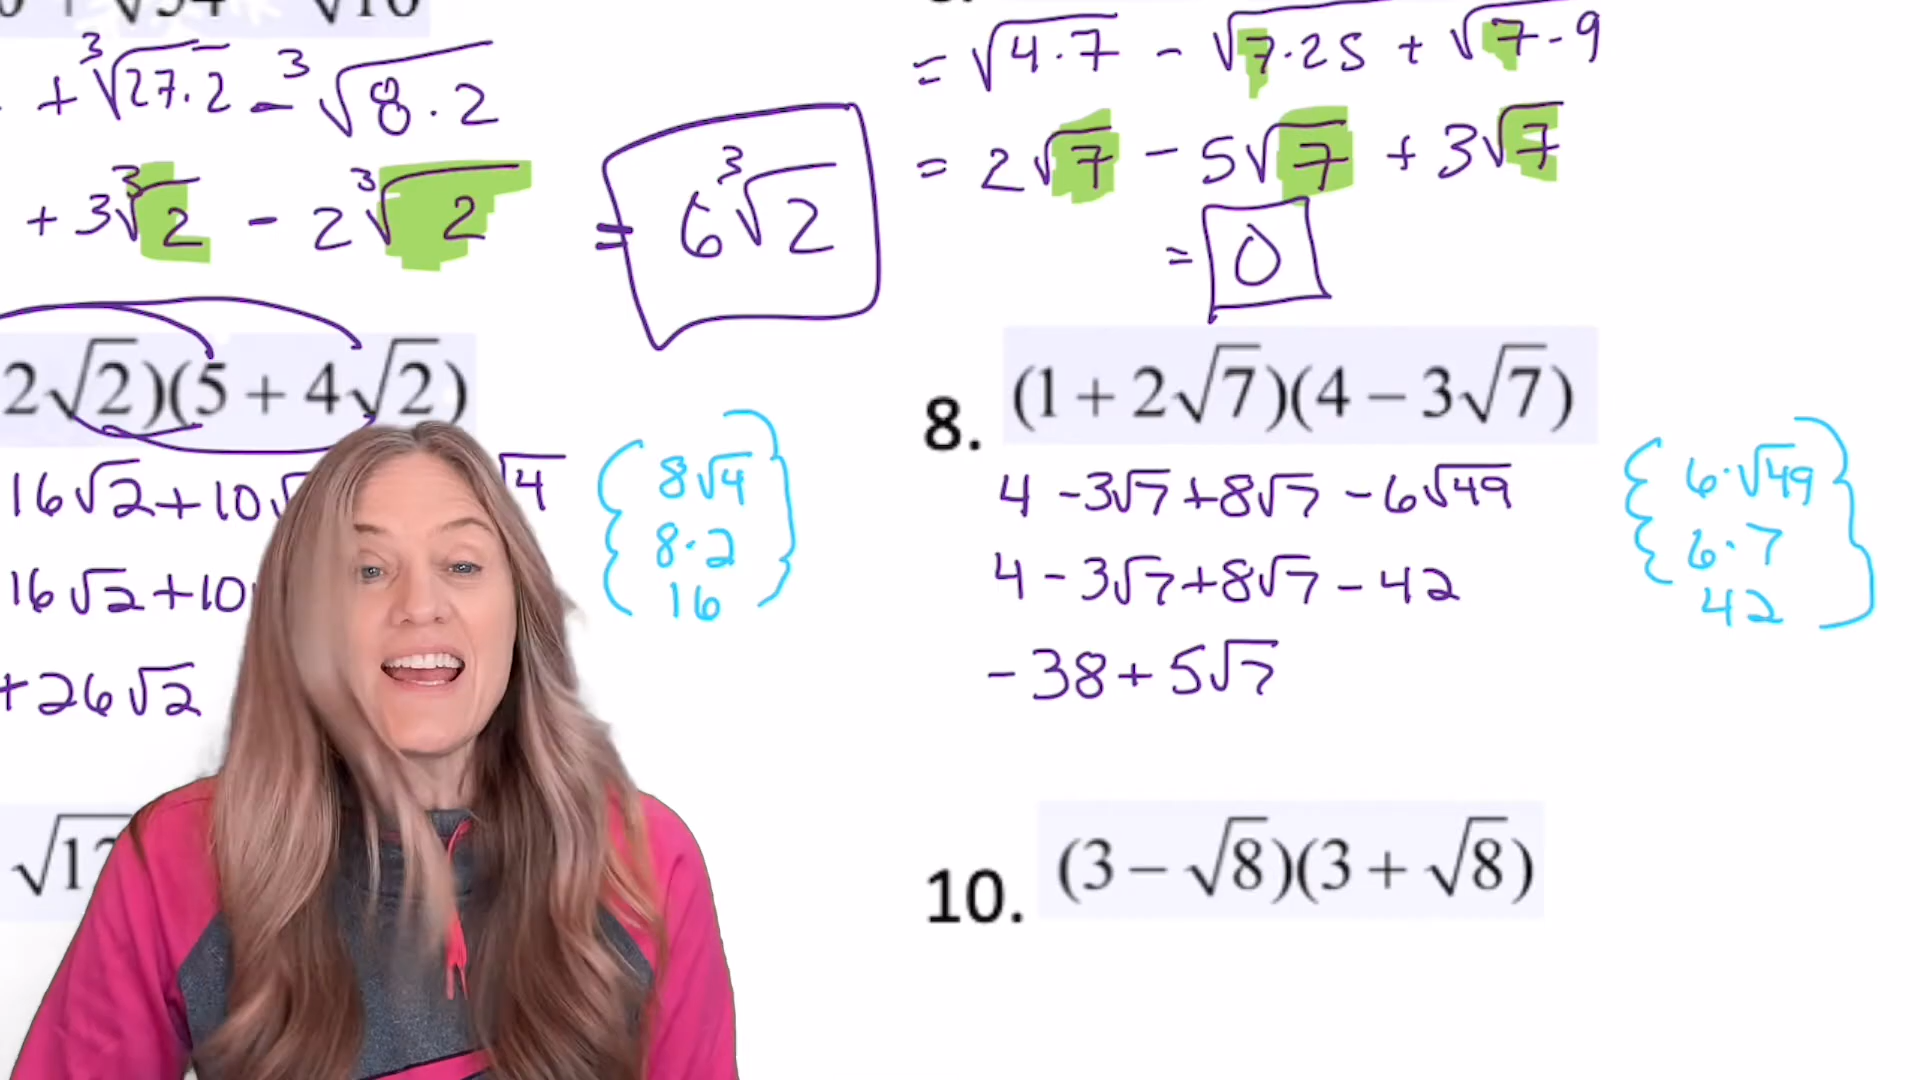 + ∛27·2 - ∛8·2
+ 3∛2 - 2∛2
= 6∛2
= √4·7 - √7·25 + √7·9
= 2√7 - 5√7 + 3√7
= 0
2√2)(5 + 4√2)
16√2 + 10
√4
16√2 + 10
+ 26√2
8√4
8·2
16
8. (1 + 2√7)(4 − 3√7)
4 - 3√7 + 8√7 - 6√49
4 - 3√7 + 8√7 - 42
-38 + 5√7
6·√49
6·7
42
10. (3 − √8)(3 + √8)